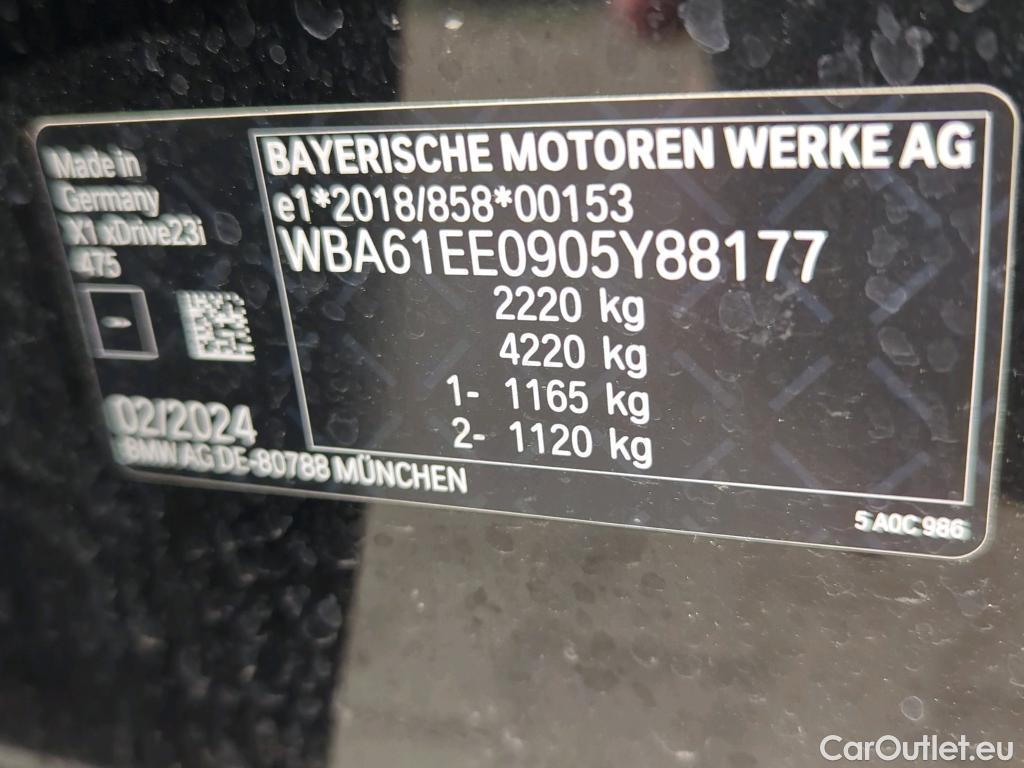 Made in
Germany
X1 xDrive23i
475
-
02/2024
BMW AG DE-80788 MÜNCHEN
BAYERISCHE MOTOREN WERKE AG
e1*2018/858*00153
WBA61EE0905Y88177
2220 kg
4220 kg
1- 1165 kg
2- 1120 kg
5 A0C 986
CarOutlet.eu